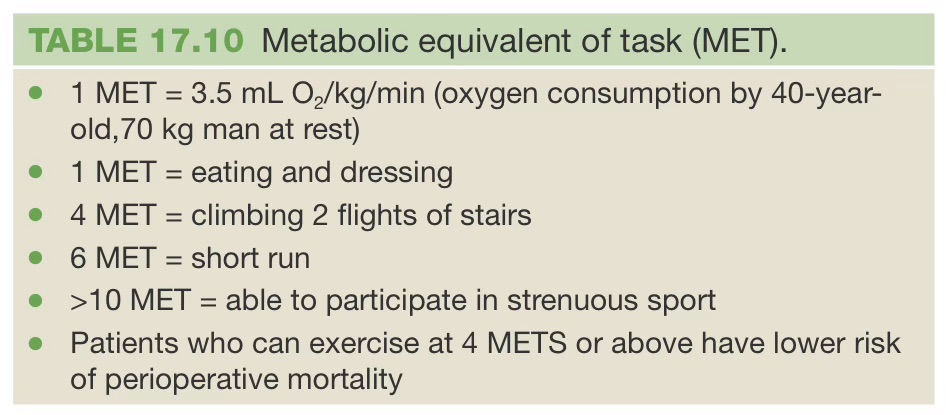 TABLE 17.10 Metabolic equivalent of task (MET).
• 1 MET = 3.5 mL O₂/kg/min (oxygen consumption by 40-year-
old,70 kg man at rest)
• 1 MET = eating and dressing
• 4 MET = climbing 2 flights of stairs
• 6 MET = short run
• >10 MET = able to participate in strenuous sport
• Patients who can exercise at 4 METS or above have lower risk
of perioperative mortality